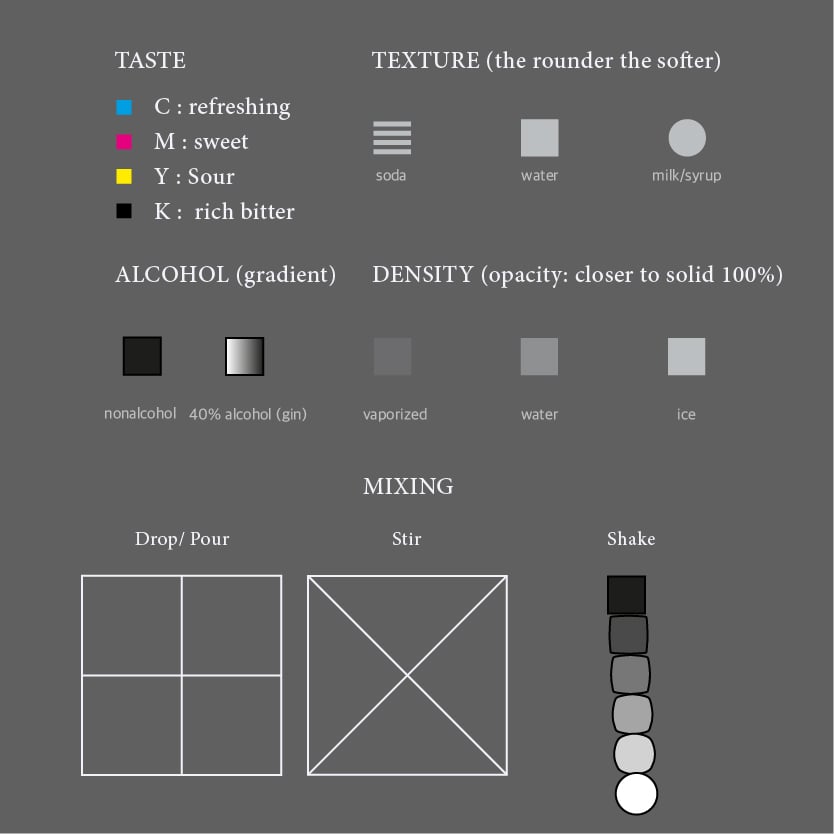 TASTE
C : refreshing
M : sweet
Y : Sour
K :  rich bitter
TEXTURE (the rounder the softer)
soda
water
milk/syrup
ALCOHOL (gradient)
nonalcohol
40% alcohol (gin)
DENSITY (opacity: closer to solid 100%)
vaporized
water
ice
MIXING
Drop/ Pour
Stir
Shake